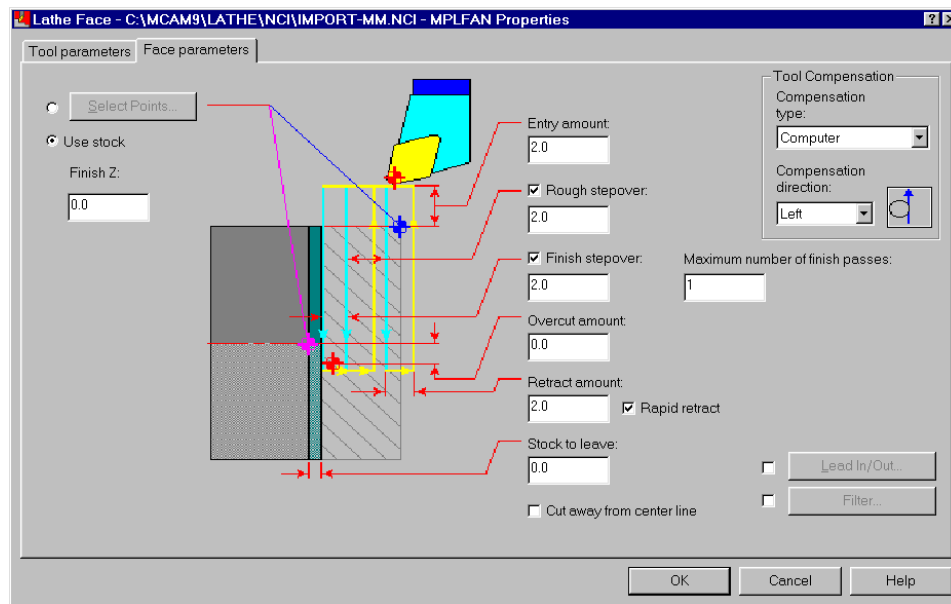 Lathe Face - C:\MCAM9\LATHE\NCI\IMPORT-MM.NCI - MPLFAN Properties
Tool parameters
Face parameters
Select Points...
Use stock
Finish Z:
0.0
Entry amount:
2.0
Rough stepover:
2.0
Finish stepover:
2.0
Maximum number of finish passes:
1
Overcut amount:
0.0
Retract amount:
2.0
Rapid retract
Stock to leave:
0.0
Cut away from center line
Tool Compensation
Compensation
type:
Computer
Compensation
direction:
Left
Lead In/Out...
Filter...
OK
Cancel
Help